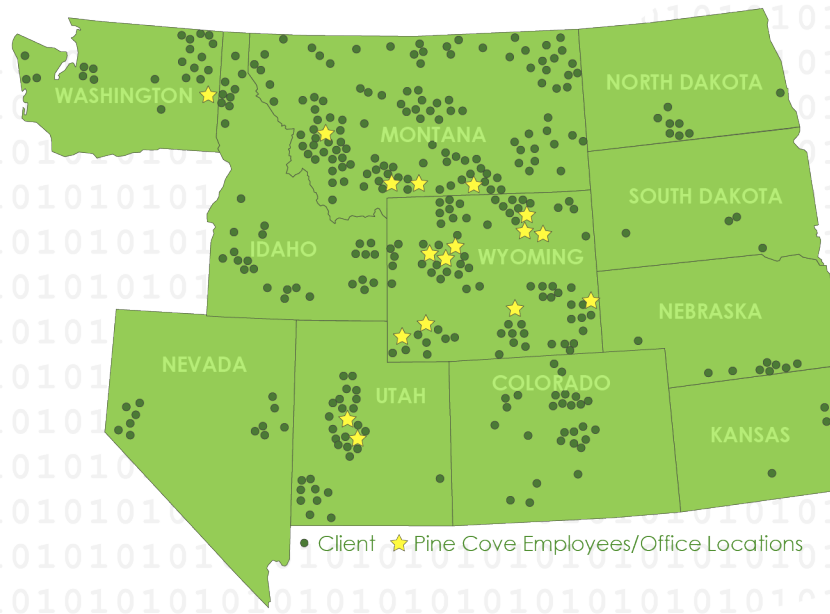 NORTH DAKOTA
WASHINGTON
MONTANA
SOUTH DAKOTA
IDAHO
WYOMING
NEBRASKA
NEVADA
COLORADO
UTAH
KANSAS
Client Pine Cove Employees/Office Locations